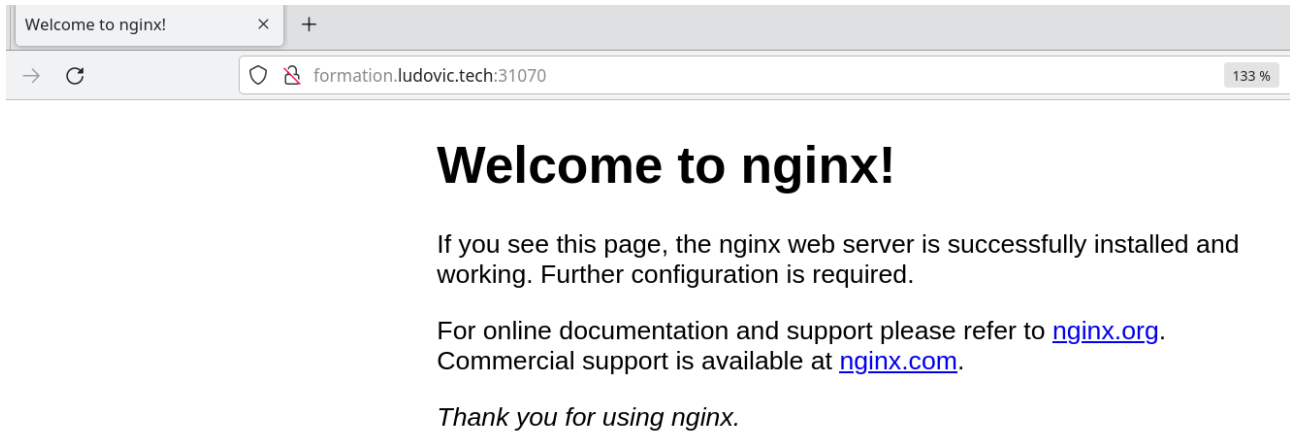 Welcome to nginx!
formation.ludovic.tech:31070
133 %
Welcome to nginx!
If you see this page, the nginx web server is successfully installed and
working. Further configuration is required.
For online documentation and support please refer to nginx.org.
Commercial support is available at nginx.com.
Thank you for using nginx.